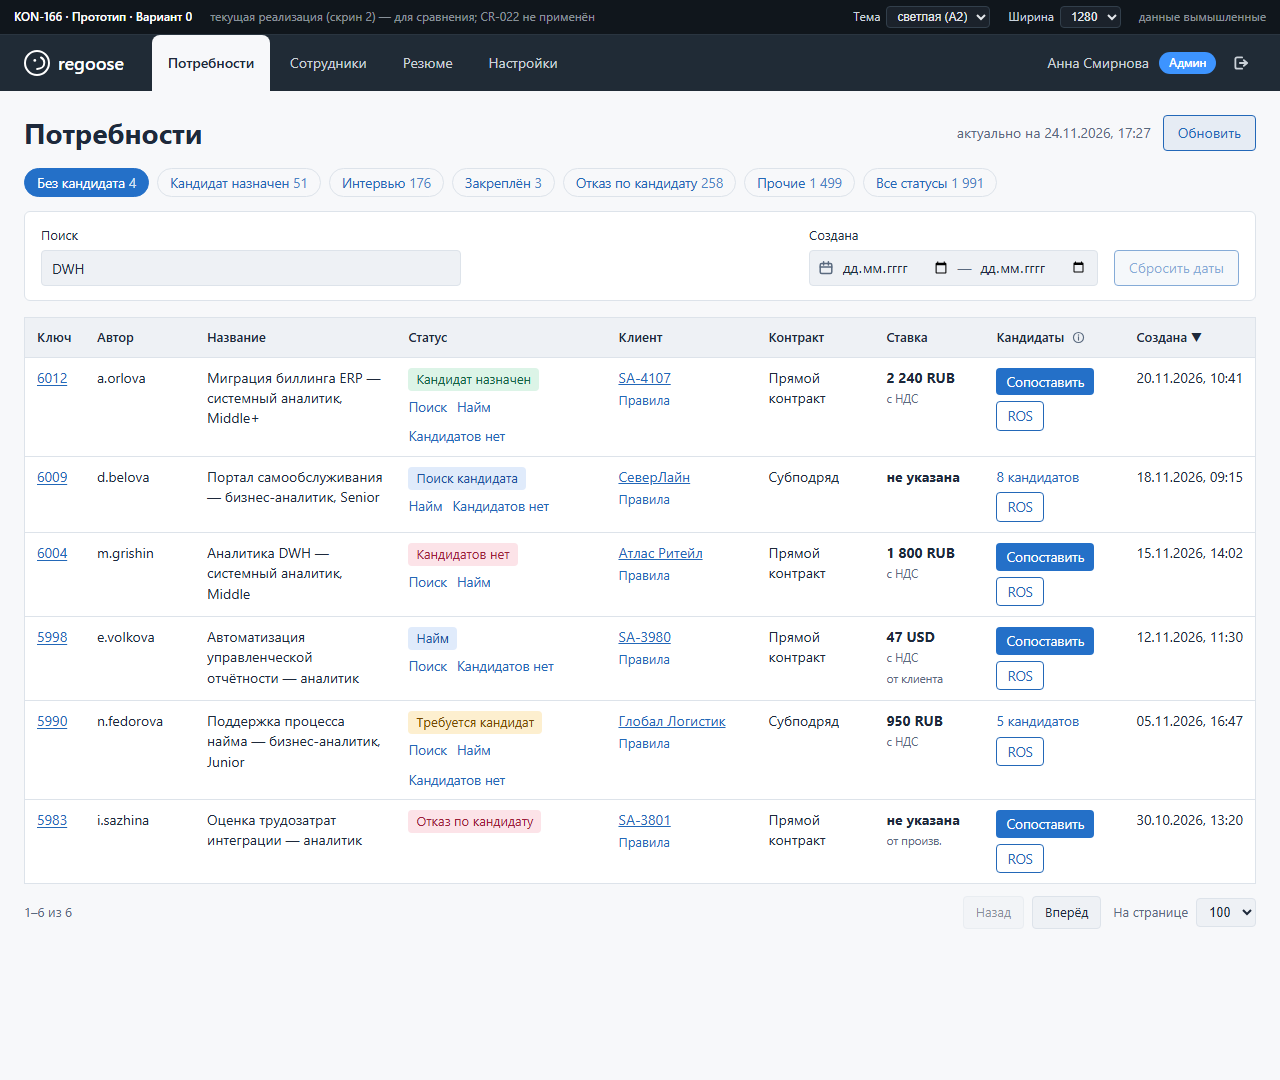 KON-166 · Прототип · Вариант 0 текущая реализация (скрин 2) — для сравнения; CR-022 не применён Тема светлая (A2) Ширина 1280 данные вымышленные
regoose Потребности Сотрудники Резюме Настройки Анна Смирнова Админ
Потребности актуально на 24.11.2026, 17:27 Обновить
Без кандидата 4 Кандидат назначен 51 Интервью 176 Закреплён 3 Отказ по кандидату 258 Прочие 1 499 Все статусы 1 991
Поиск Создана
DWH дд.мм.гггг — дд.мм.гггг Сбросить даты
Ключ Автор Название Статус Клиент Контракт Ставка Кандидаты Создана ▼
6012 a.orlova Миграция биллинга ERP — Кандидат назначен SA-4107 Прямой 2 240 RUB Сопоставить 20.11.2026, 10:41
системный аналитик, Поиск Найм Правила контракт с НДС ROS
Middle+
Кандидатов нет
6009 d.belova Портал самообслуживания Поиск кандидата СеверЛайн Субподряд не указана 8 кандидатов 18.11.2026, 09:15
— бизнес-аналитик, Senior Найм Кандидатов нет Правила ROS
6004 m.grishin Аналитика DWH — Кандидатов нет Атлас Ритейл Прямой 1 800 RUB Сопоставить 15.11.2026, 14:02
системный аналитик, Поиск Найм Правила контракт с НДС ROS
Middle
5998 e.volkova Автоматизация Найм SA-3980 Прямой 47 USD Сопоставить 12.11.2026, 11:30
управленческой Поиск Кандидатов нет Правила контракт с НДС ROS
отчётности — аналитик от клиента
5990 n.fedorova Поддержка процесса Требуется кандидат Глобал Логистик Субподряд 950 RUB 5 кандидатов 05.11.2026, 16:47
найма — бизнес-аналитик, Поиск Найм Правила с НДС ROS
Junior
Кандидатов нет
5983 i.sazhina Оценка трудозатрат Отказ по кандидату SA-3801 Прямой не указана Сопоставить 30.10.2026, 13:20
интеграции — аналитик Правила контракт от произв. ROS
1–6 из 6 Назад Вперёд На странице 100